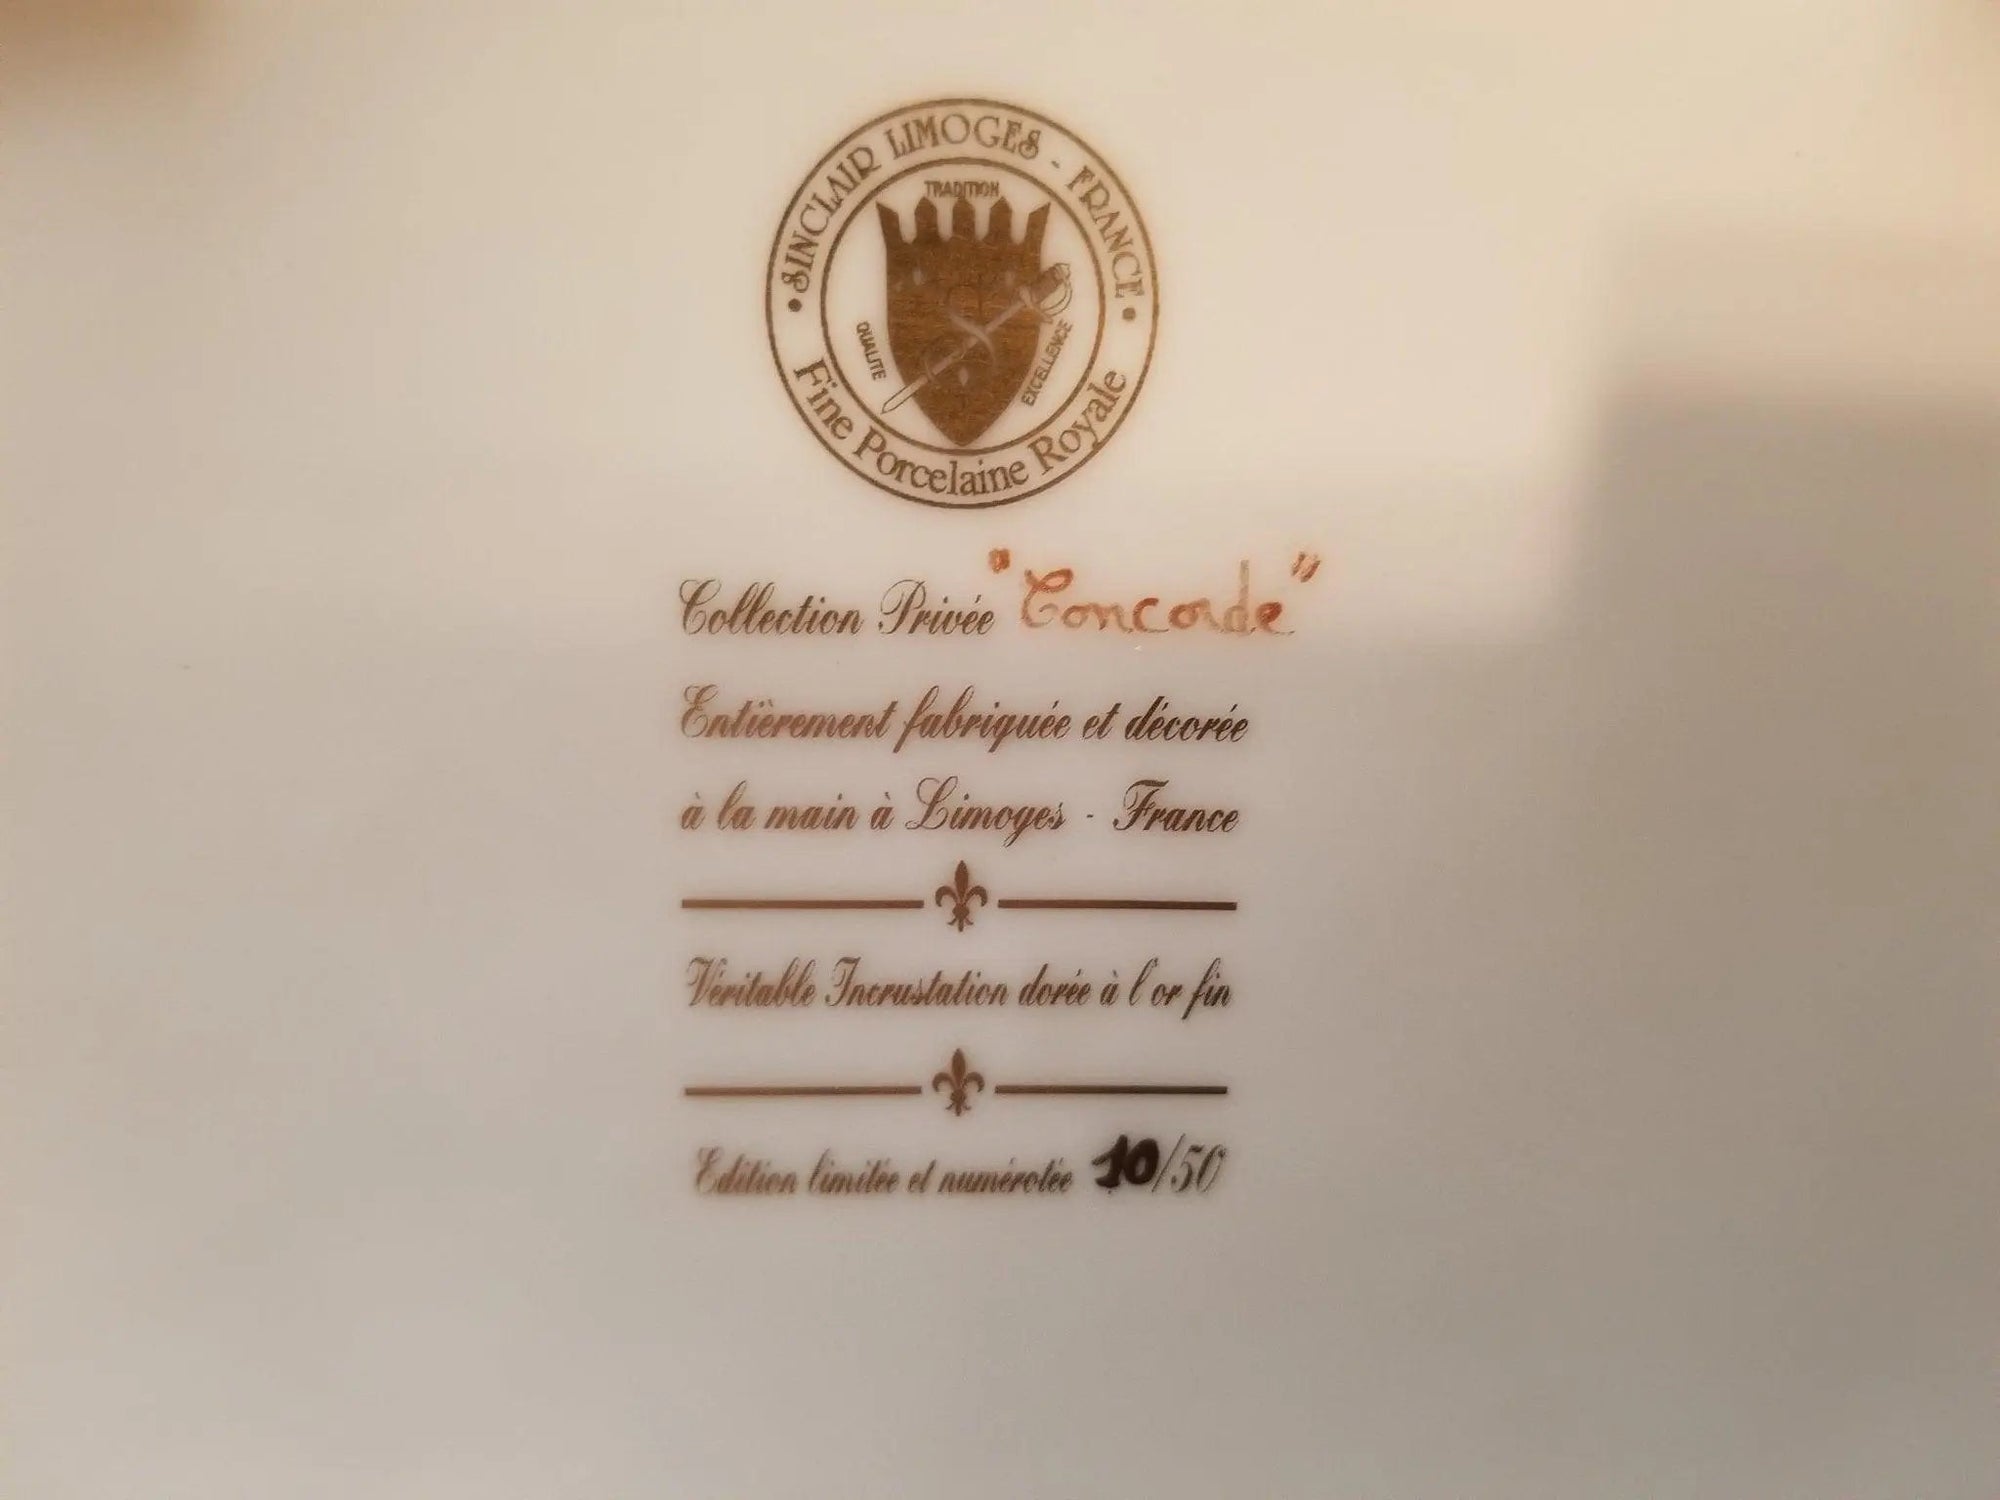 SINCLAIR LIMOGES - FRANCE
TRADITION
QUALITE
EXCELLENCE
Fine Porcelaine Royale
Collection Privée "Concorde"
Entièrement fabriquée et décorée
à la main à Limoges - France
Véritable Incrustation dorée à l'or fin
Edition limitée et numérotée 10/50